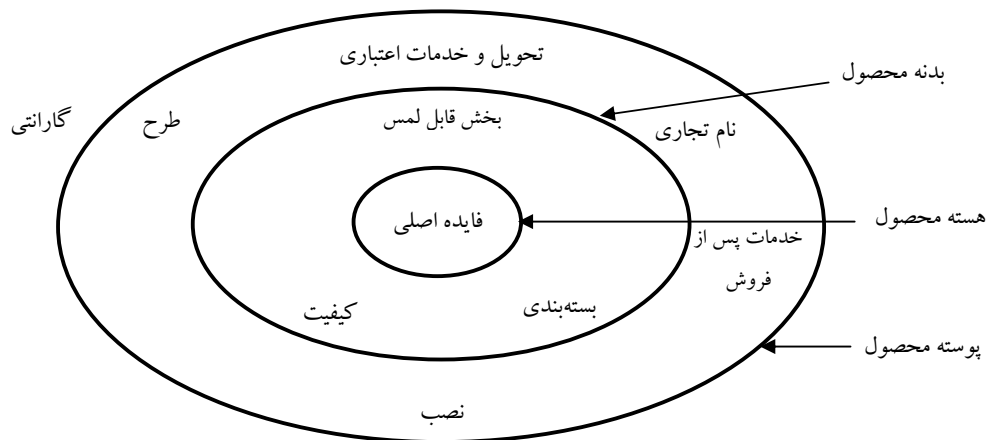 تحویل و خدمات اعتباری
بدنه محصول
بخش قابل لمس
نام تجاری
طرح
گارانتی
هسته محصول
فایده اصلی
خدمات پس از
فروش
بسته‌بندی
کیفیت
پوسته محصول
نصب